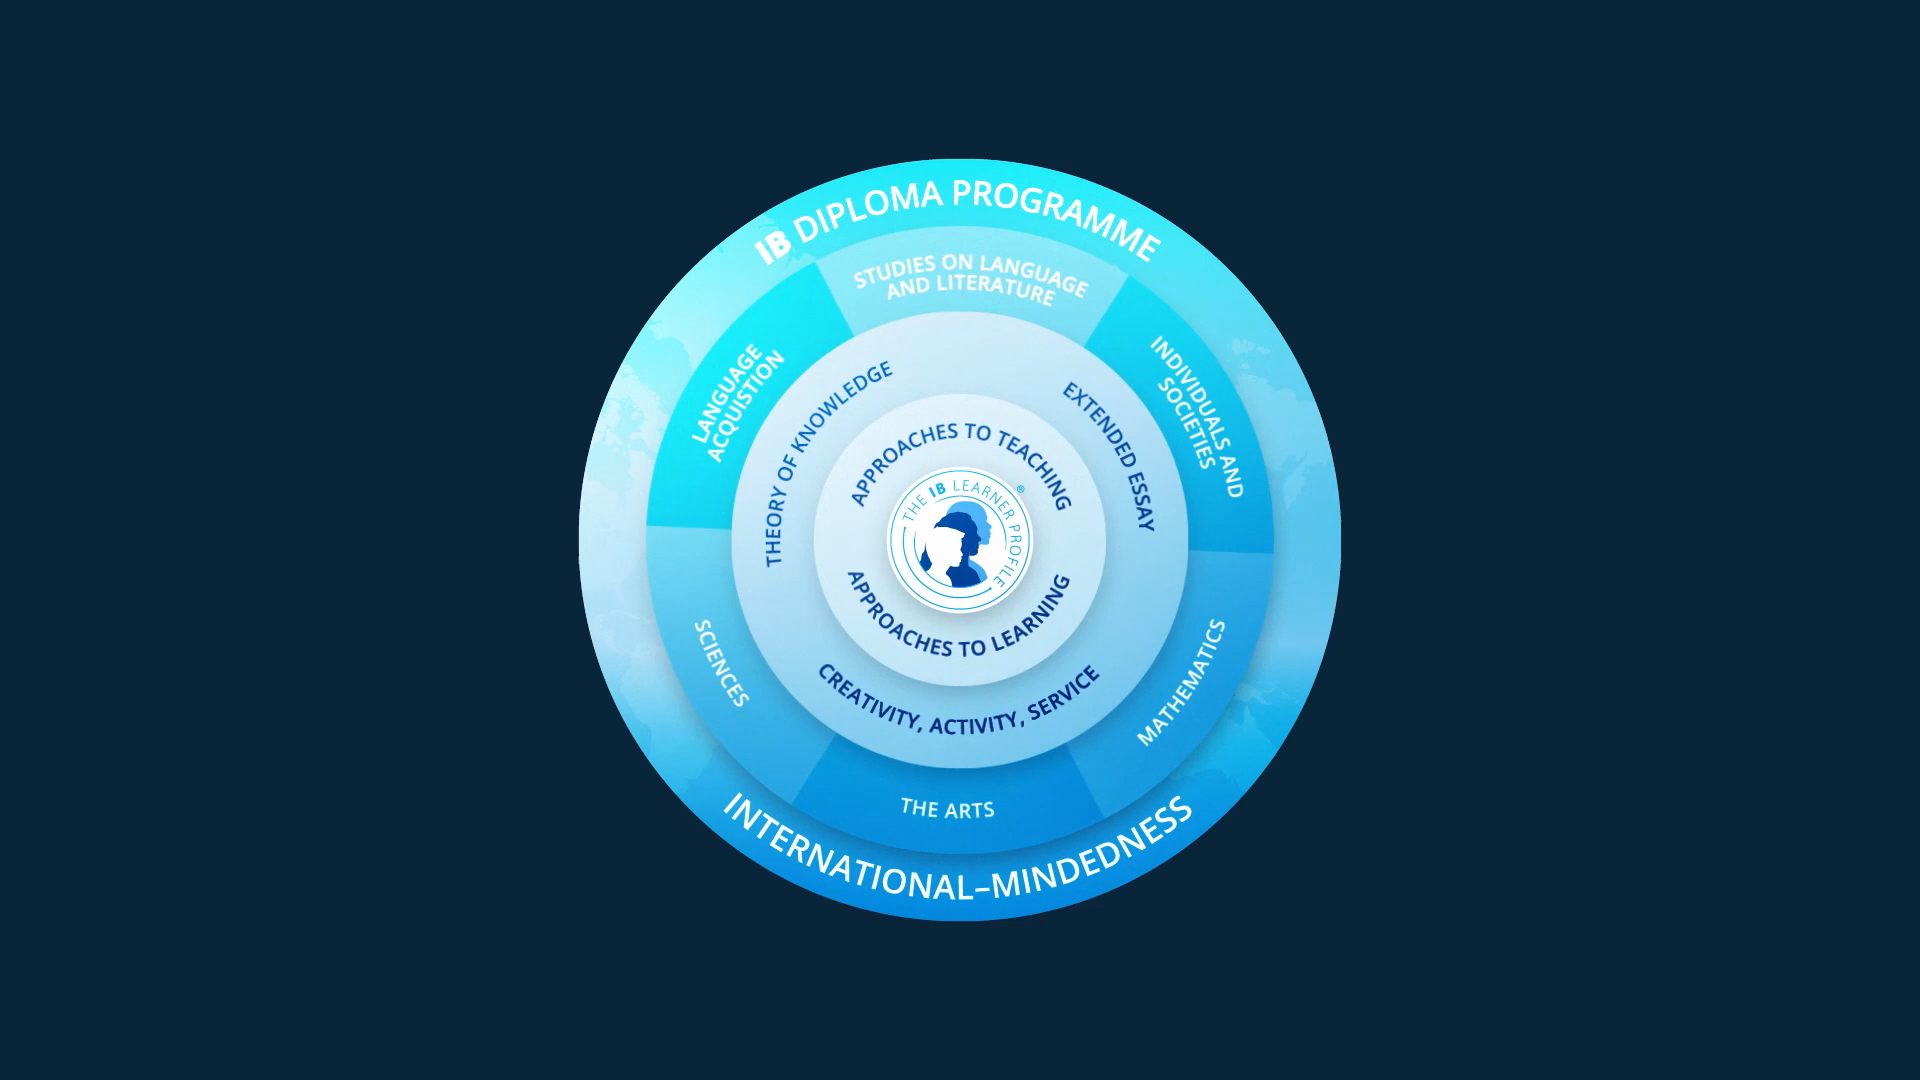 IB DIPLOMA PROGRAMME
STUDIES ON LANGUAGE
AND LITERATURE
LANGUAGE
ACQUISTION
INDIVIDUALS AND
SOCIETIES
THEORY OF KNOWLEDGE
EXTENDED ESSAY
APPROACHES TO TEACHING
THE IB LEARNER PROFILE®
APPROACHES TO LEARNING
SCIENCES
MATHEMATICS
CREATIVITY, ACTIVITY, SERVICE
THE ARTS
INTERNATIONAL–MINDEDNESS